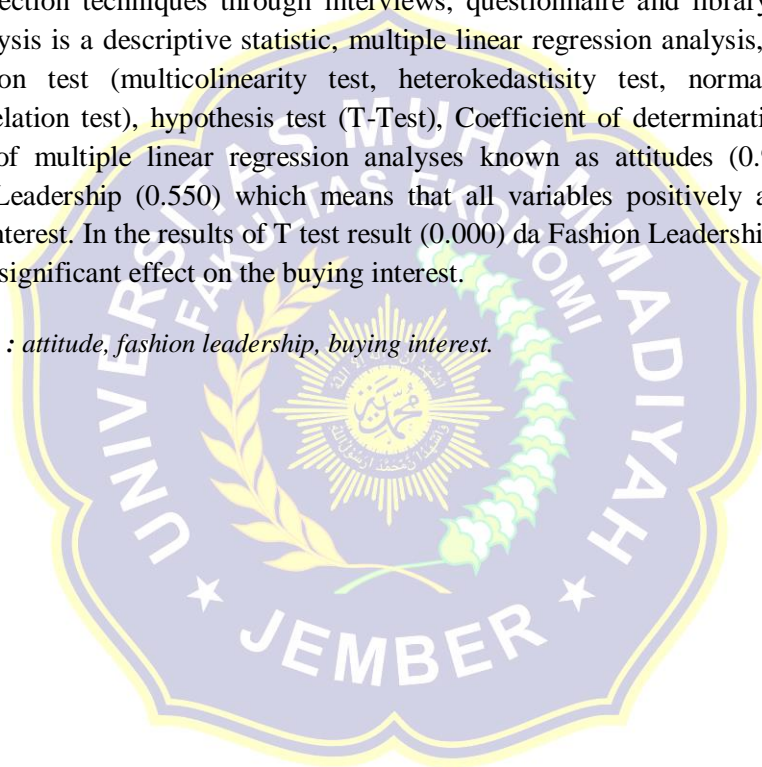 ection techniques through interviews, questionnaire and library
ysis is a descriptive statistic, multiple linear regression analysis,
on test (multicolinearity test, heterokedastisity test, norma
elation test), hypothesis test (T-Test), Coefficient of determinati
of multiple linear regression analyses known as attitudes (0.
Leadership (0.550) which means that all variables positively a
nterest. In the results of T test result (0.000) da Fashion Leadershi
significant effect on the buying interest.
: attitude, fashion leadership, buying interest.
UNIVERSITAS MUHAMMADIYAH
FAKULTAS EKONOMI
JEMBER